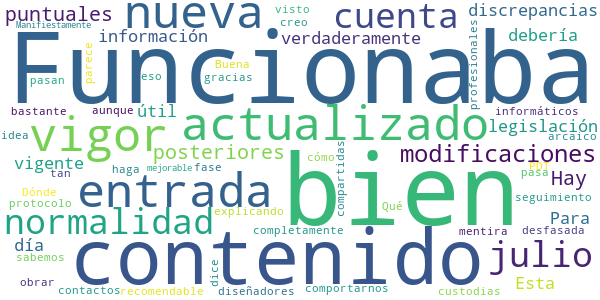 puntuales nueva cuenta discrepancias
Manifiestamente visto creo
información verdaderamente debería
Funcionaba
parece profesionales
pasan eso Buena gracias
bastante aunque útil actualizado informáticos
idea vigor legislación arcaico
vigente posteriores cómo compartidas modificaciones
tan haga mejorable fase bien PDF pasa Hay
Dónde entrada
protocolo explicando Qué seguimiento
normalidad Para
completamente mentira desfasada
día contenido julio
sabemos dice
obrar Esta
contactos recomendable diseñadores comportarnos custodias